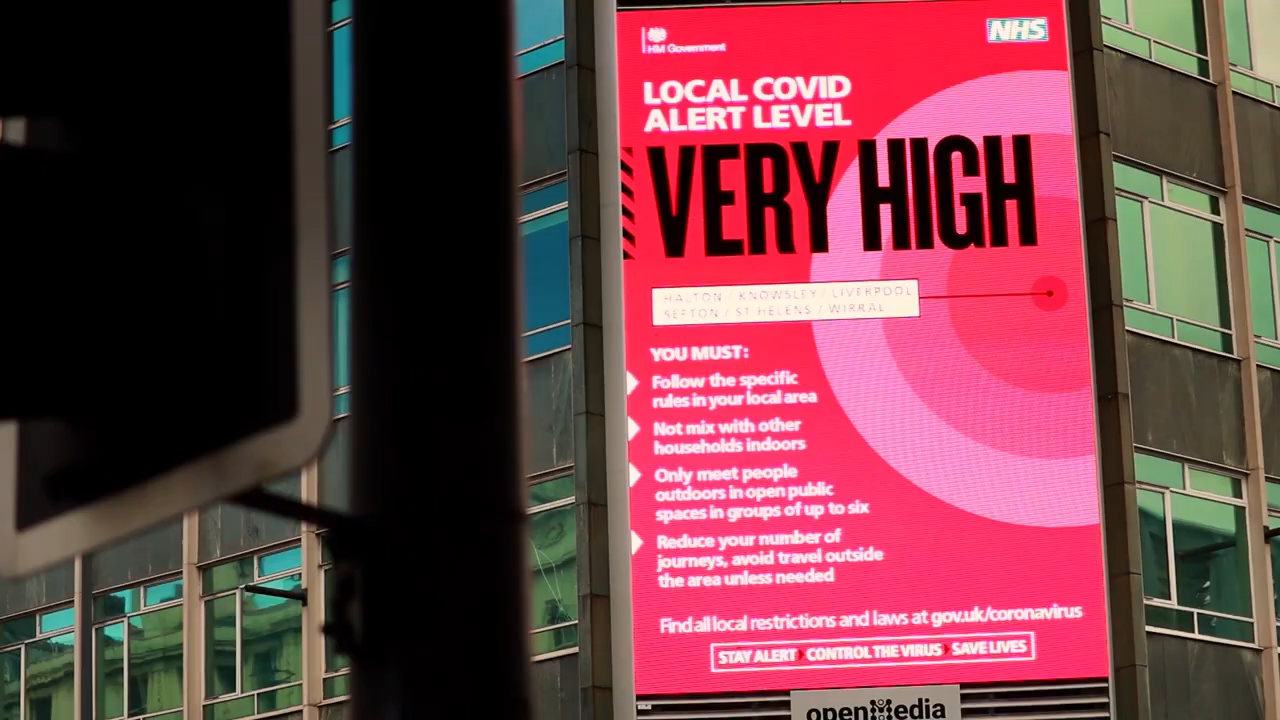 HM Government
NHS
LOCAL COVID
ALERT LEVEL
VERY HIGH
HALTON / KNOWSLEY / LIVERPOOL
SEFTON / ST HELENS / WIRRAL
YOU MUST:
Follow the specific
rules in your local area
Not mix with other
households indoors
Only meet people
outdoors in open public
spaces in groups of up to six
Reduce your number of
journeys, avoid travel outside
the area unless needed
Find all local restrictions and laws at gov.uk/coronavirus
STAY ALERT CONTROL THE VIRUS SAVE LIVES
openmedia